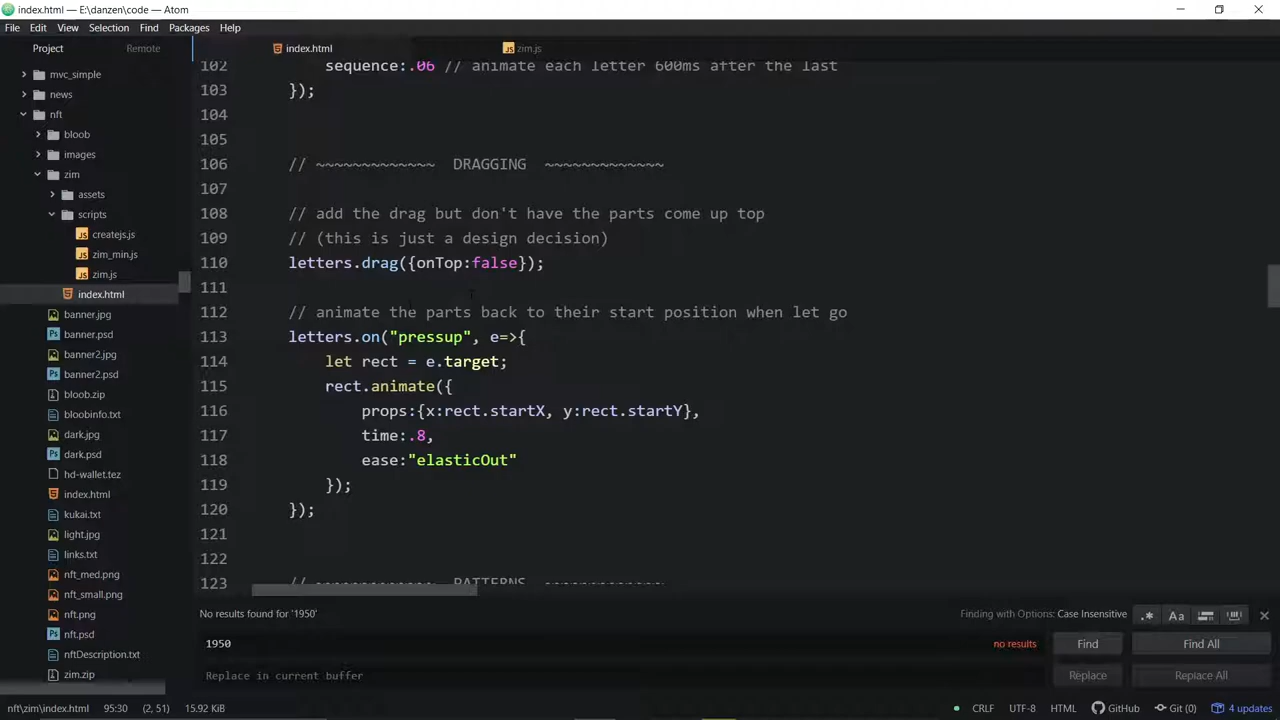 index.html — E:\danzen\code — Atom
File Edit View Selection Find Packages Help
Project Remote
index.html
zim.js
mvc_simple
news
nft
bloob
images
zim
assets
scripts
createjs.js
zim_min.js
zim.js
index.html
banner.jpg
banner.psd
banner2.jpg
banner2.psd
bloob.zip
bloobinfo.txt
dark.jpg
dark.psd
hd-wallet.tez
index.html
kukai.txt
light.jpg
links.txt
nft_med.png
nft_small.png
nft.png
nft.psd
nftDescription.txt
zim.zip
102 sequence:.06 // animate each letter 600ms after the last
103 });
104
105
106 // ~~~~~~~~~~~~~ DRAGGING ~~~~~~~~~~~~~
107
108 // add the drag but don't have the parts come up top
109 // (this is just a design decision)
110 letters.drag({onTop:false});
111
112 // animate the parts back to their start position when let go
113 letters.on("pressup", e=>{
114 let rect = e.target;
115 rect.animate({
116 props:{x:rect.startX, y:rect.startY},
117 time:.8,
118 ease:"elasticOut"
119 });
120 });
121
122
123 // ~~~~~~~~~~~~~ PATTERNS ~~~~~~~~~~~~~
No results found for '1950'
Finding with Options: Case Insensitive
.* Aa
1950 no results
Find Find All
Replace in current buffer
Replace Replace All
nft\zim\index.html 95:30 (2, 51) 15.92 KiB
CRLF UTF-8 HTML GitHub Git (0) 4 updates